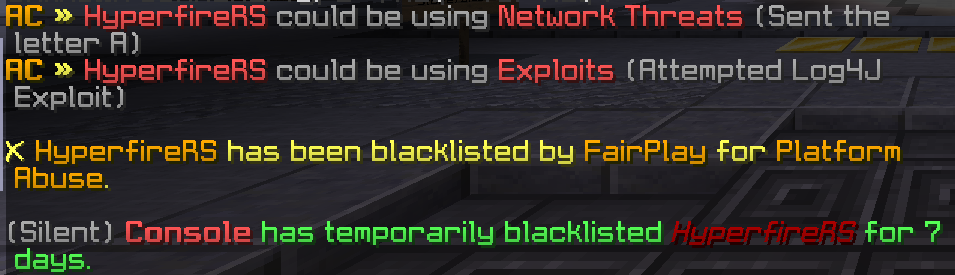 AC » HyperfireRS could be using Network Threats (Sent the
letter A)
AC » HyperfireRS could be using Exploits (Attempted Log4J
Exploit)
✕ HyperfireRS has been blacklisted by FairPlay for Platform
Abuse.
(Silent) Console has temporarily blacklisted HyperfireRS for 7
days.